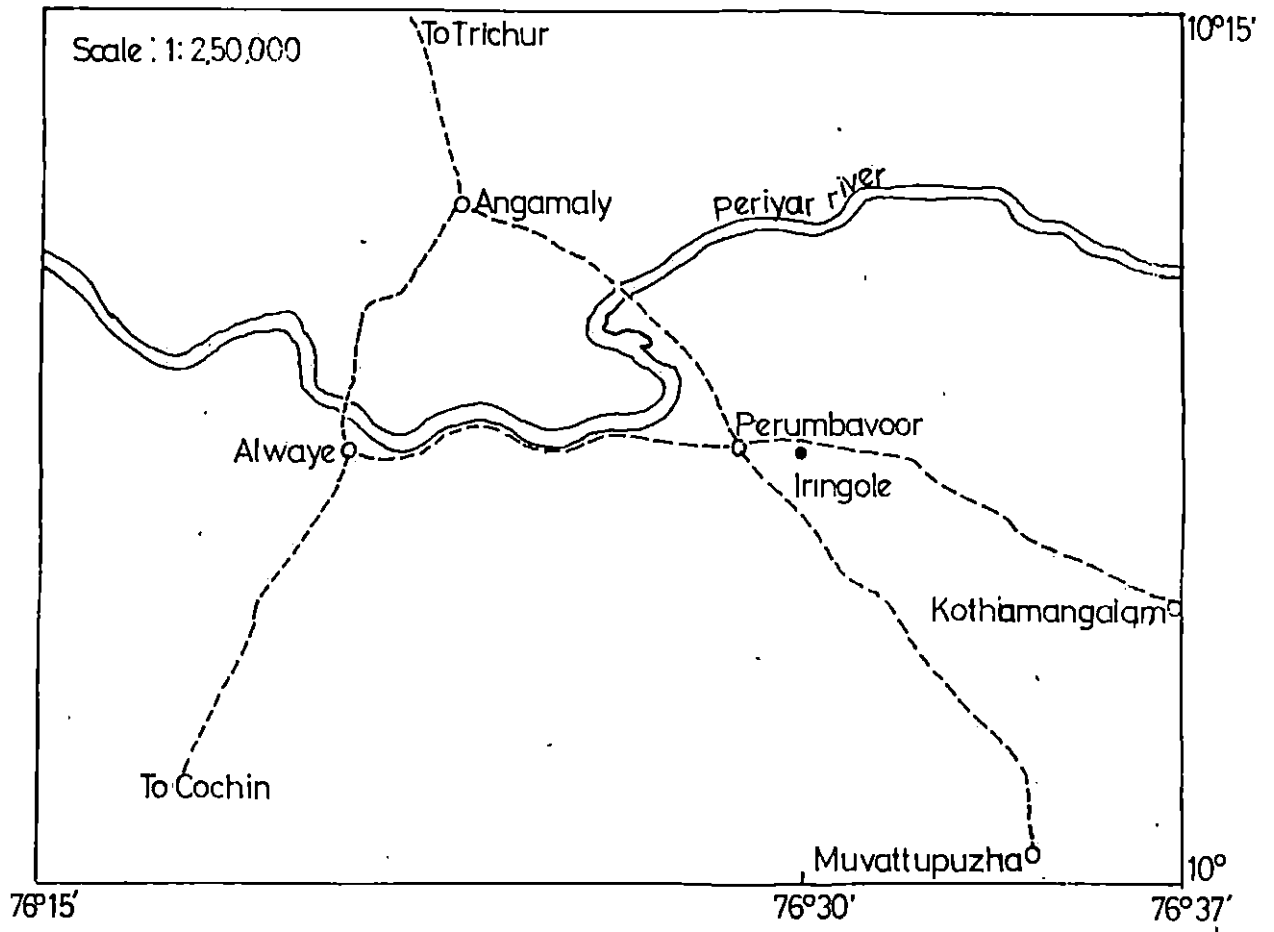 10°15'
To Trichur
Scale : 1: 2,50,000
Periyar river
Angamaly
Perumbavoor
Alwaye
Iringole
Kothamangalam
To Cochin
Muvattupuzha
10°
76°15'
76°30'
76°37'